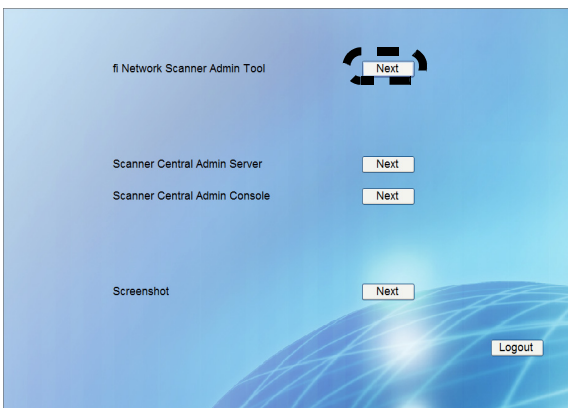 fi Network Scanner Admin Tool Next
Scanner Central Admin Server Next
Scanner Central Admin Console Next
Screenshot Next
Logout